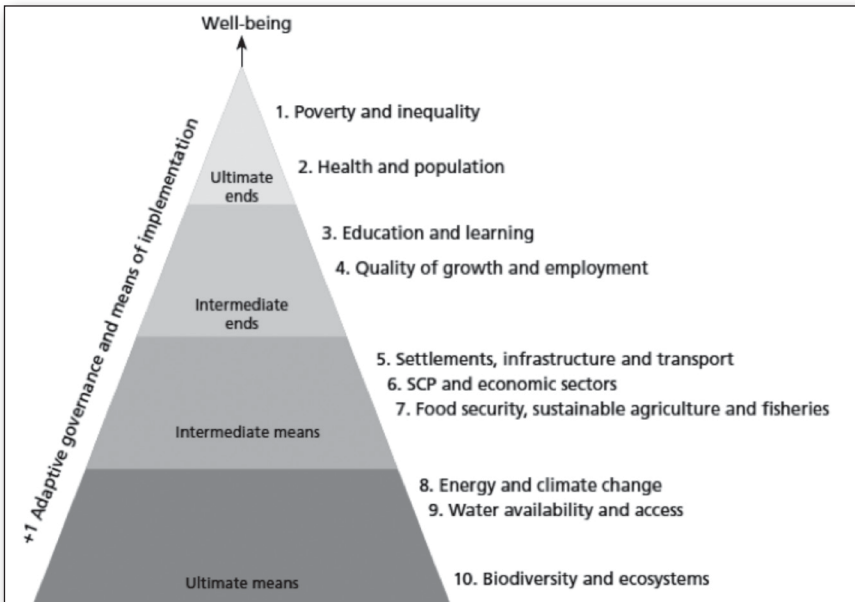 Well-being
+1 Adaptive governance and means of implementation
1. Poverty and inequality
2. Health and population
Ultimate
ends
3. Education and learning
4. Quality of growth and employment
Intermediate
ends
5. Settlements, infrastructure and transport
6. SCP and economic sectors
7. Food security, sustainable agriculture and fisheries
Intermediate means
8. Energy and climate change
9. Water availability and access
10. Biodiversity and ecosystems
Ultimate means